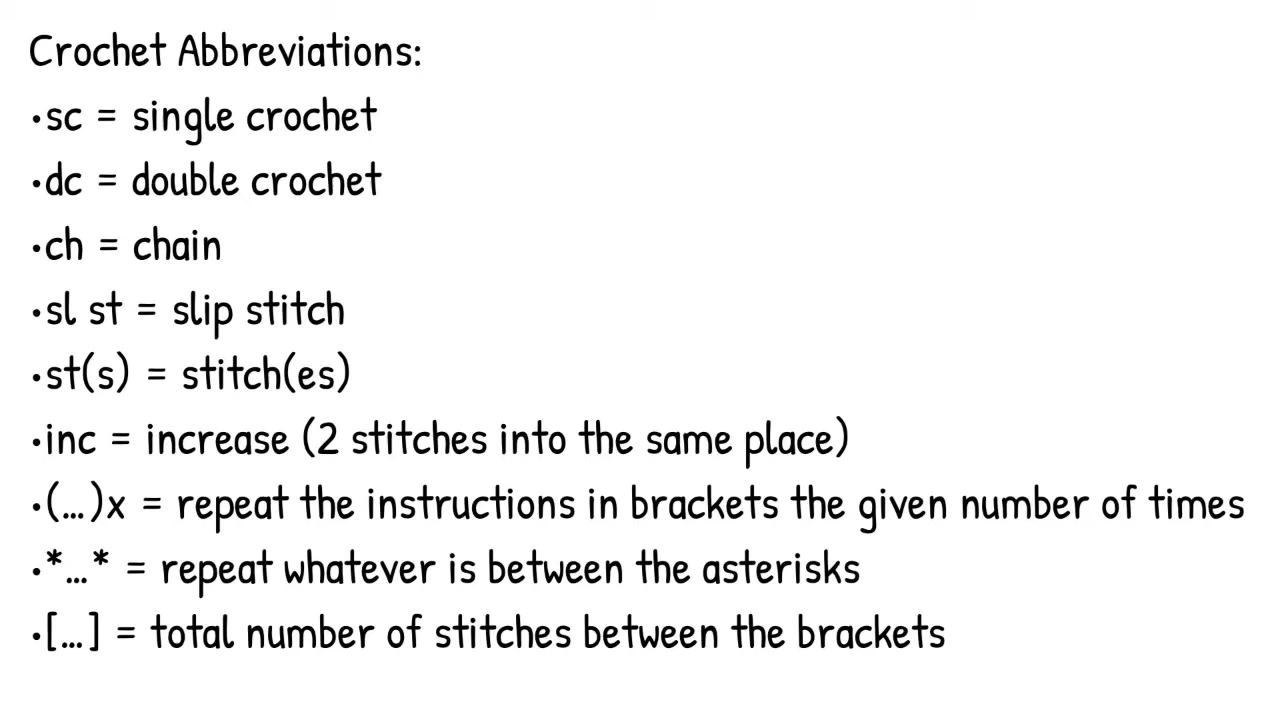 Crochet Abbreviations:
•sc = single crochet
•dc = double crochet
•ch = chain
•sl st = slip stitch
•st(s) = stitch(es)
•inc = increase (2 stitches into the same place)
•(...)x = repeat the instructions in brackets the given number of times
•*...* = repeat whatever is between the asterisks
•[...] = total number of stitches between the brackets